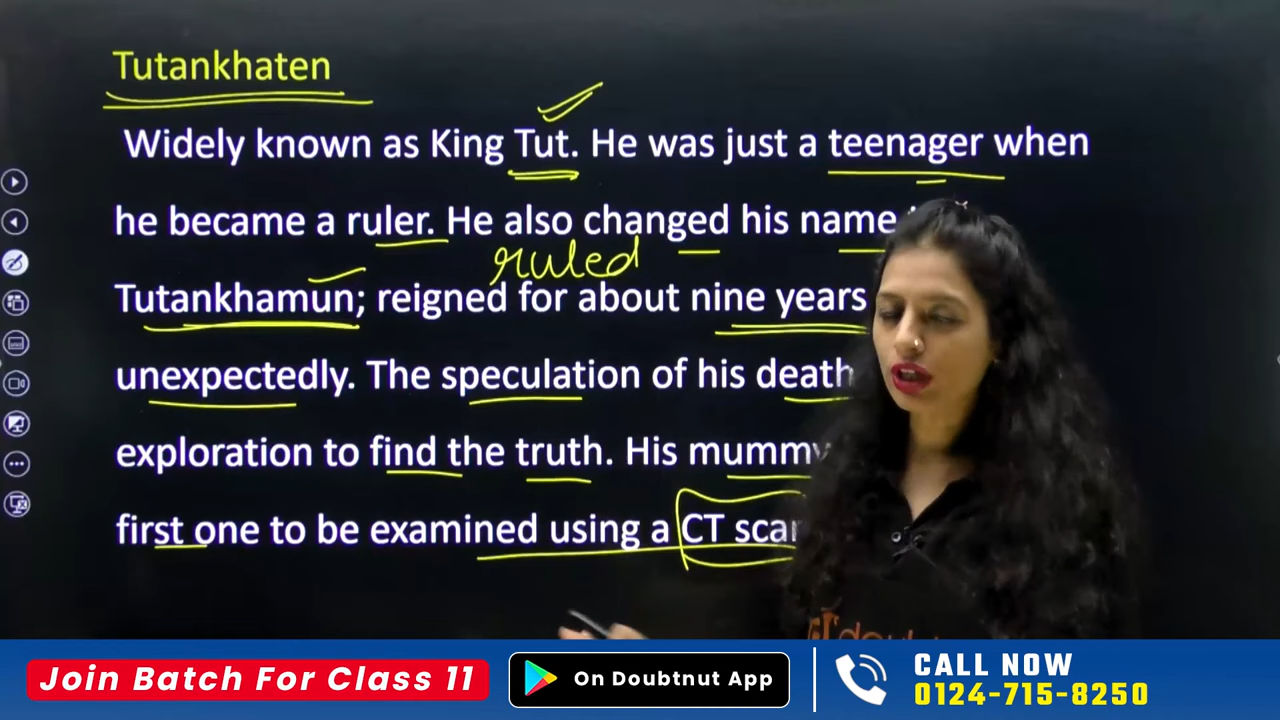 Tutankhaten
Widely known as King Tut. He was just a teenager when
he became a ruler. He also changed his name
ruled
Tutankhamun; reigned for about nine years
unexpectedly. The speculation of his death
exploration to find the truth. His mummy
first one to be examined using a CT scan
Join Batch For Class 11
On Doubtnut App
CALL NOW
0124-715-8250